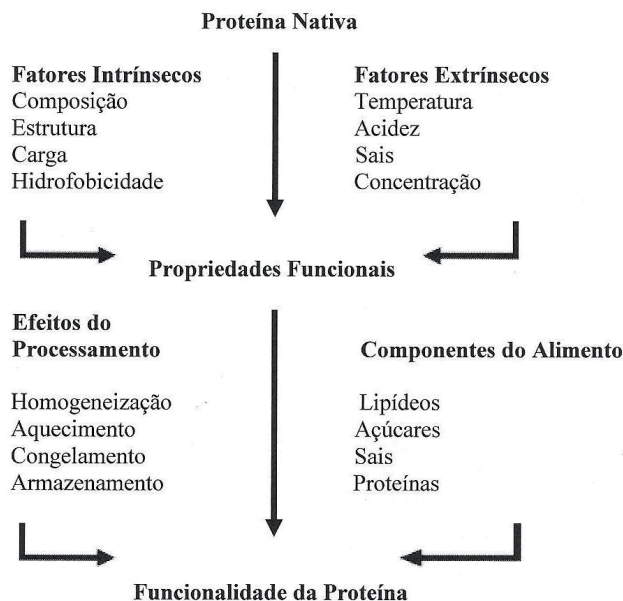 Proteína Nativa
Fatores Intrínsecos
Composição
Estrutura
Carga
Hidrofobicidade
Fatores Extrínsecos
Temperatura
Acidez
Sais
Concentração
Propriedades Funcionais
Efeitos do
Processamento
Homogeneização
Aquecimento
Congelamento
Armazenamento
Componentes do Alimento
Lipídeos
Açúcares
Sais
Proteínas
Funcionalidade da Proteína